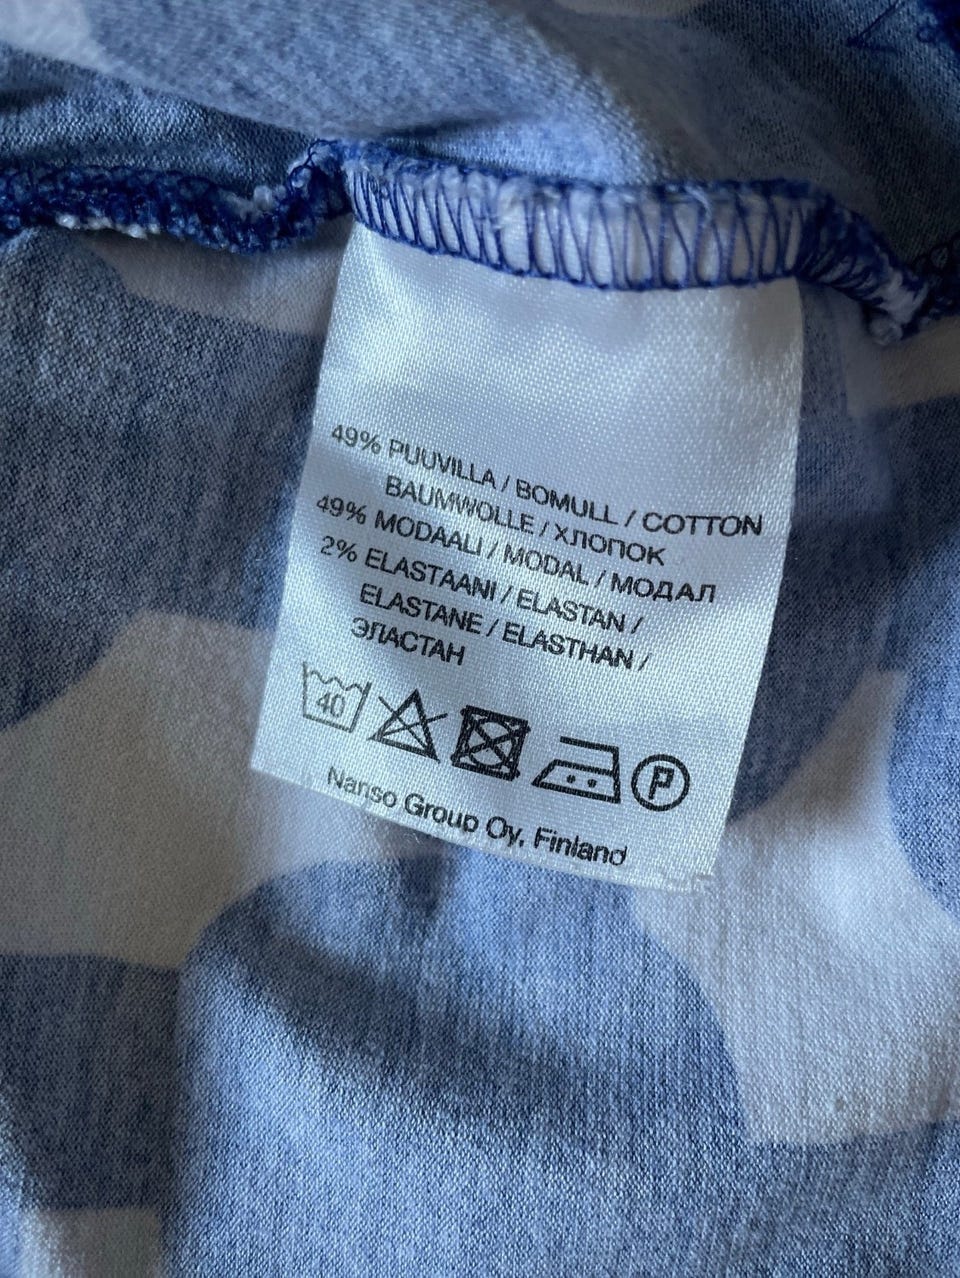 49% PUUVILLA / BOMULL / COTTON
BAUMWOLLE / ХЛОПОК
49% MODAALI / MODAL / МОДАЛ
2% ELASTAANI / ELASTAN /
ELASTANE / ELASTHAN /
ЭЛАСТАН
40 P
Nanso Group Oy, Finland